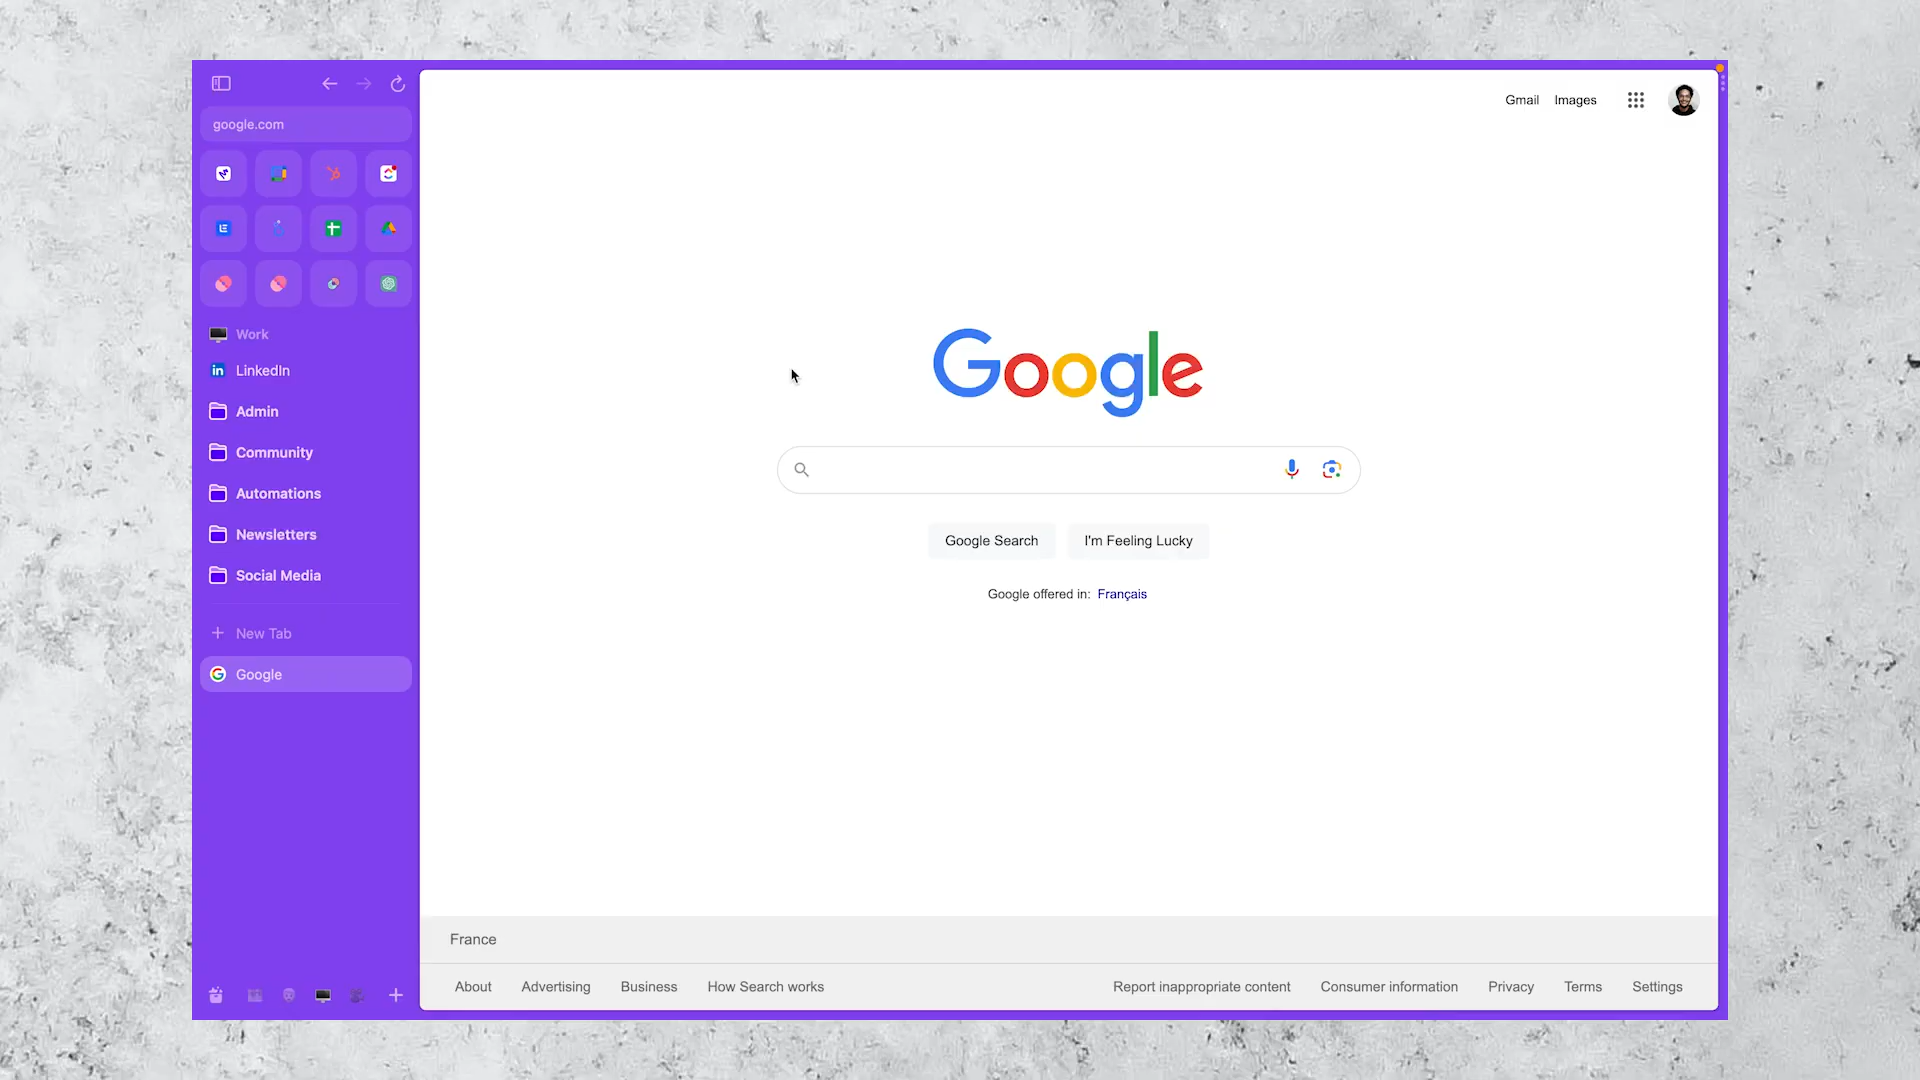 google.com
Work
LinkedIn
Admin
Community
Automations
Newsletters
Social Media
New Tab
Google
Gmail Images
Google
Google Search I'm Feeling Lucky
Google offered in: Français
France
About Advertising Business How Search works Report inappropriate content Consumer information Privacy Terms Settings